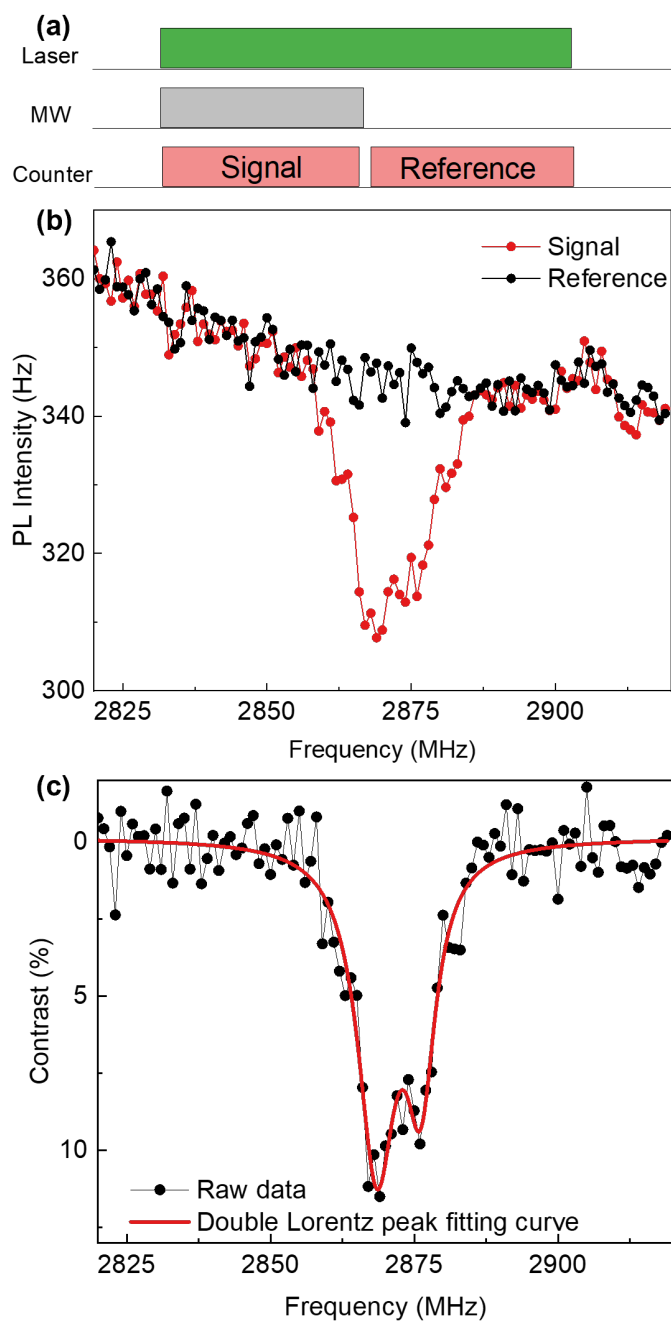 (a)
Laser
MW
Counter
Signal
Reference
(b)
Signal
Reference
360
340
320
300
PL Intensity (Hz)
2825
2850
2875
2900
Frequency (MHz)
(c)
0
5
10
Contrast (%)
Raw data
Double Lorentz peak fitting curve
2825
2850
2875
2900
Frequency (MHz)